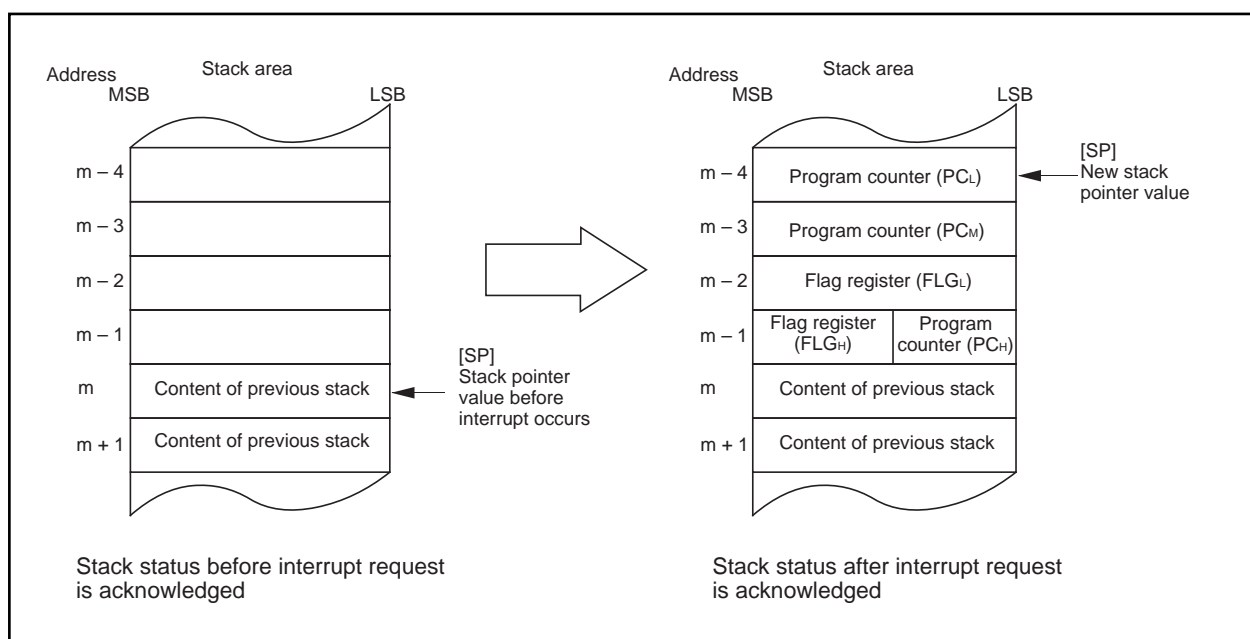 Address
Stack area
MSB
LSB
m – 4
m – 3
m – 2
m – 1
m
Content of previous stack
m + 1
Content of previous stack
[SP]
Stack pointer
value before
interrupt occurs
Stack status before interrupt request
is acknowledged
Address
Stack area
MSB
LSB
m – 4
Program counter (PCL)
[SP]
New stack
pointer value
m – 3
Program counter (PCM)
m – 2
Flag register (FLGL)
m – 1
Flag register
(FLGH)
Program
counter (PCH)
m
Content of previous stack
m + 1
Content of previous stack
Stack status after interrupt request
is acknowledged